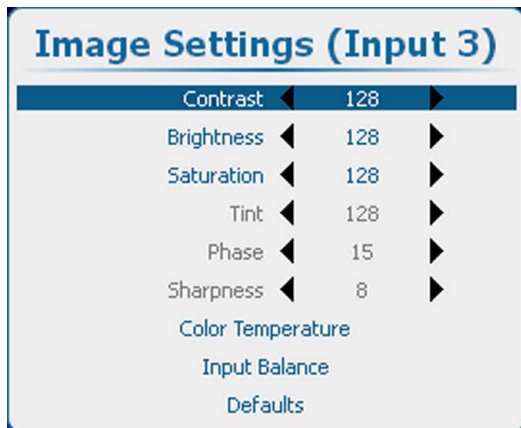 Image Settings (Input 3)
Contrast 128
Brightness 128
Saturation 128
Tint 128
Phase 15
Sharpness 8
Color Temperature
Input Balance
Defaults